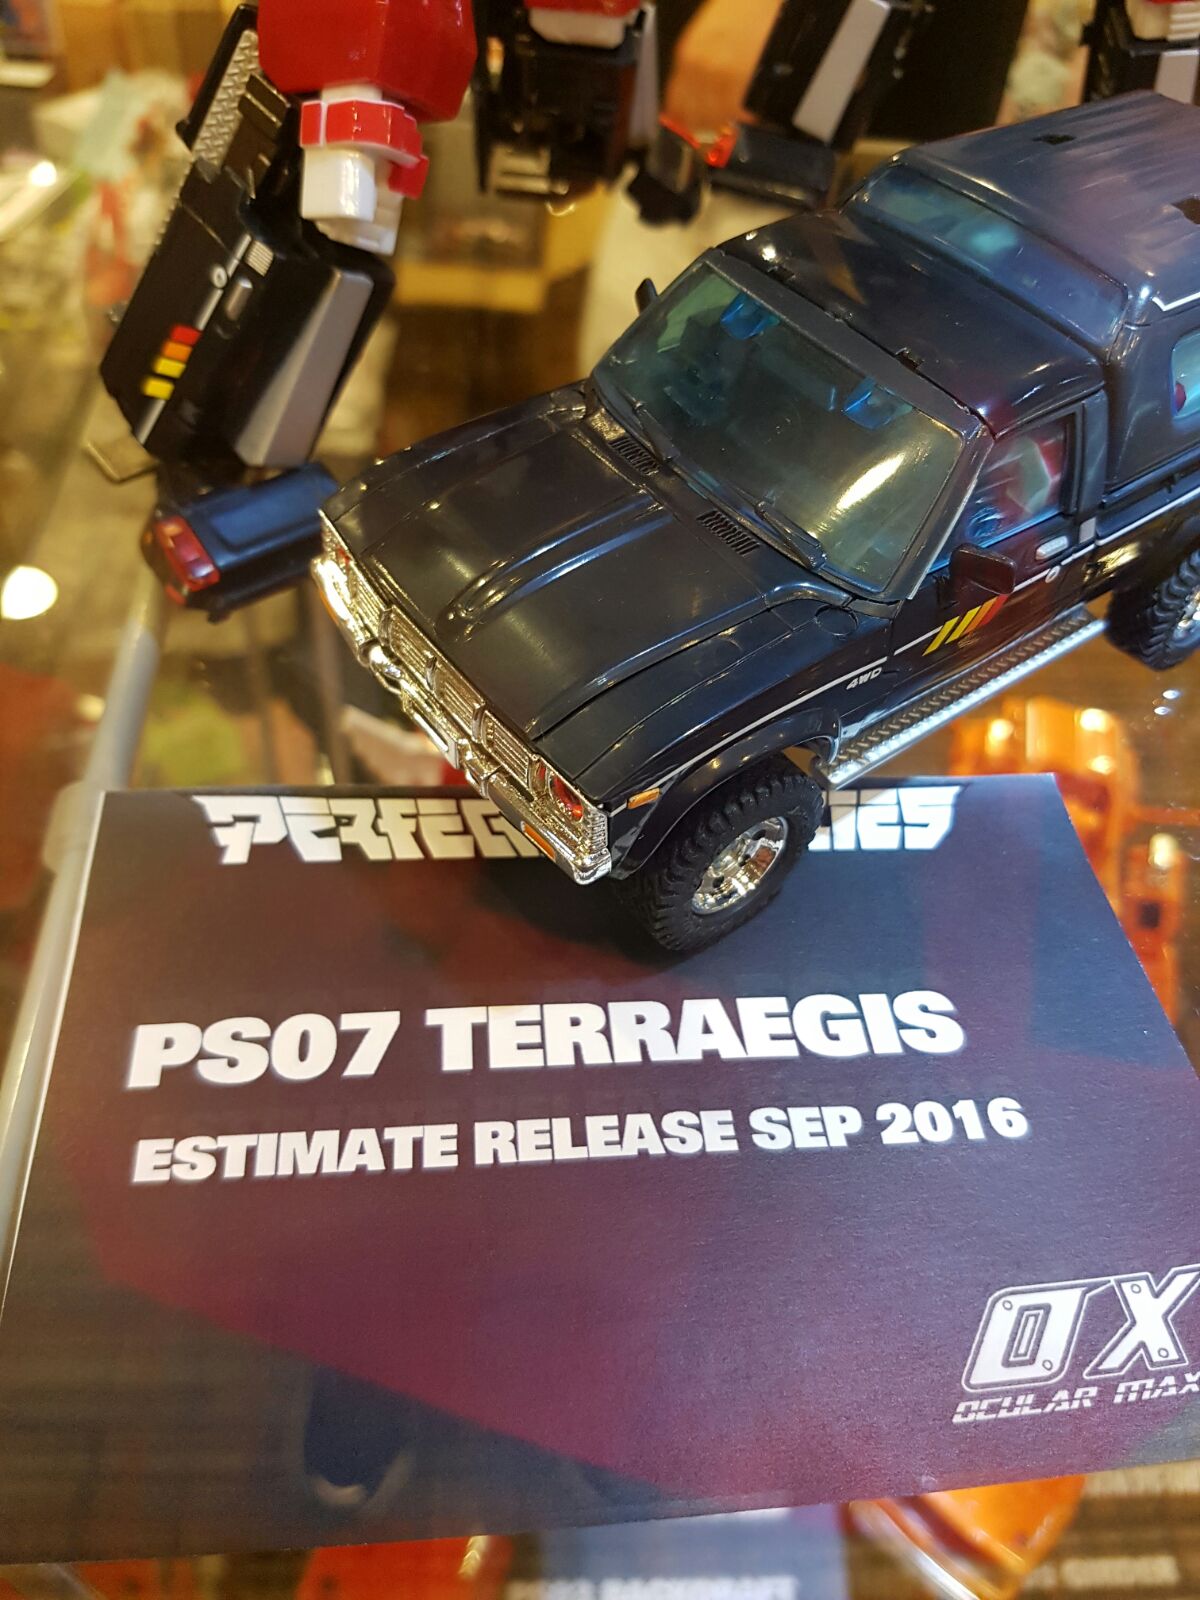 4WD
PS07 TERRAEGIS
ESTIMATE RELEASE SEP 2016
OX
OCULAR MAX